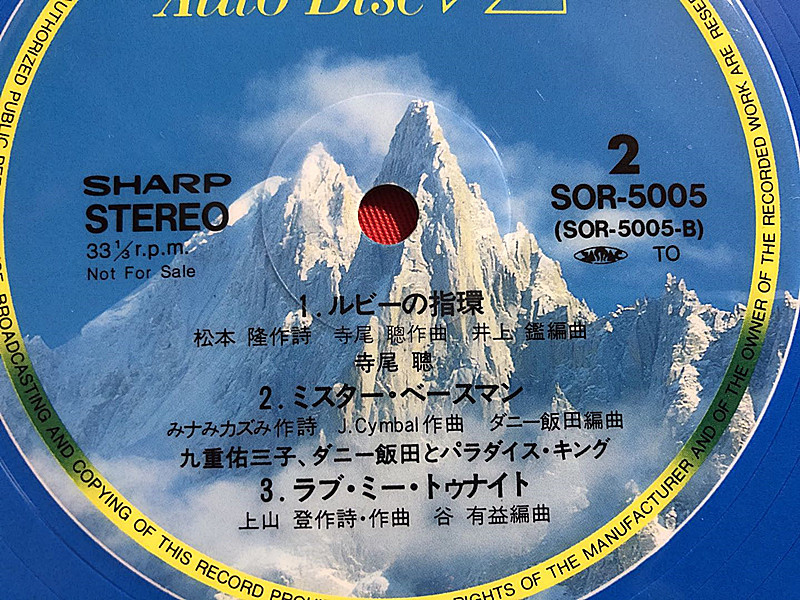 Auto Disc
SHARP
STEREO
33 1/3 r.p.m.
Not For Sale
2
SOR-5005
(SOR-5005-B)
JASRAC TO
1. ルビーの指環
松本 隆作詩 寺尾 聰作曲 井上 鑑編曲
寺尾 聰
2. ミスター・ベースマン
みナみカズみ作詩 J.Cymbal作曲 ダニー飯田編曲
九重佑三子、ダニー飯田とパラダイス・キング
3. ラブ・ミー・トゥナイト
上山 登作詩・作曲 谷 有益編曲
AUTHORIZED PUBLIC
BROADCASTING AND COPYING OF THIS RECORD
RIGHTS OF THE MANUFACTURER AND OF THE OWNER OF THE RECORDED WORK ARE